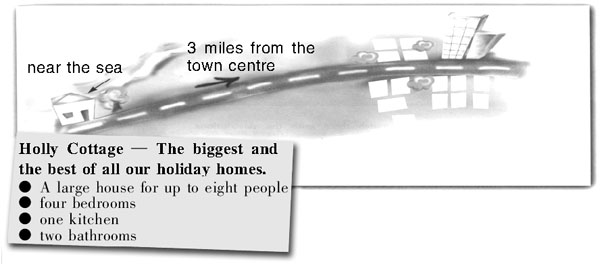 3 miles from the
town centre
near the sea
Holly Cottage — The biggest and
the best of all our holiday homes.
● A large house for up to eight people
● four bedrooms
● one kitchen
● two bathrooms